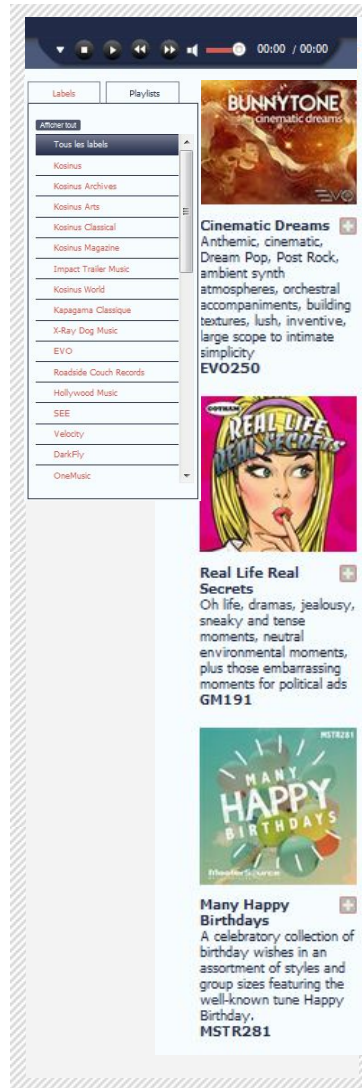 00:00 / 00:00
Labels
Playlists
Afficher tout
Tous les labels
Kosinus
Kosinus Archives
Kosinus Arts
Kosinus Classical
Kosinus Magazine
Impact Trailer Music
Kosinus World
Kapagama Classique
X-Ray Dog Music
EVO
Roadside Couch Records
Hollywood Music
SEE
Velocity
DarkFly
OneMusic
BUNNYTONE
cinematic dreams
EVO
Cinematic Dreams
Anthemic, cinematic,
Dream Pop, Post Rock,
ambient synth
atmospheres, orchestral
accompaniments, building
textures, lush, inventive,
large scope to intimate
simplicity
EVO250
GOTHAM
REAL LIFE
REAL SECRETS
Real Life Real
Secrets
Oh life, dramas, jealousy,
sneaky and tense
moments, neutral
environmental moments,
plus those embarrassing
moments for political ads
GM191
MSTR281
MANY
HAPPY
BIRTHDAYS
MasterSource
Many Happy
Birthdays
A celebratory collection of
birthday wishes in an
assortment of styles and
group sizes featuring the
well-known tune Happy
Birthday.
MSTR281